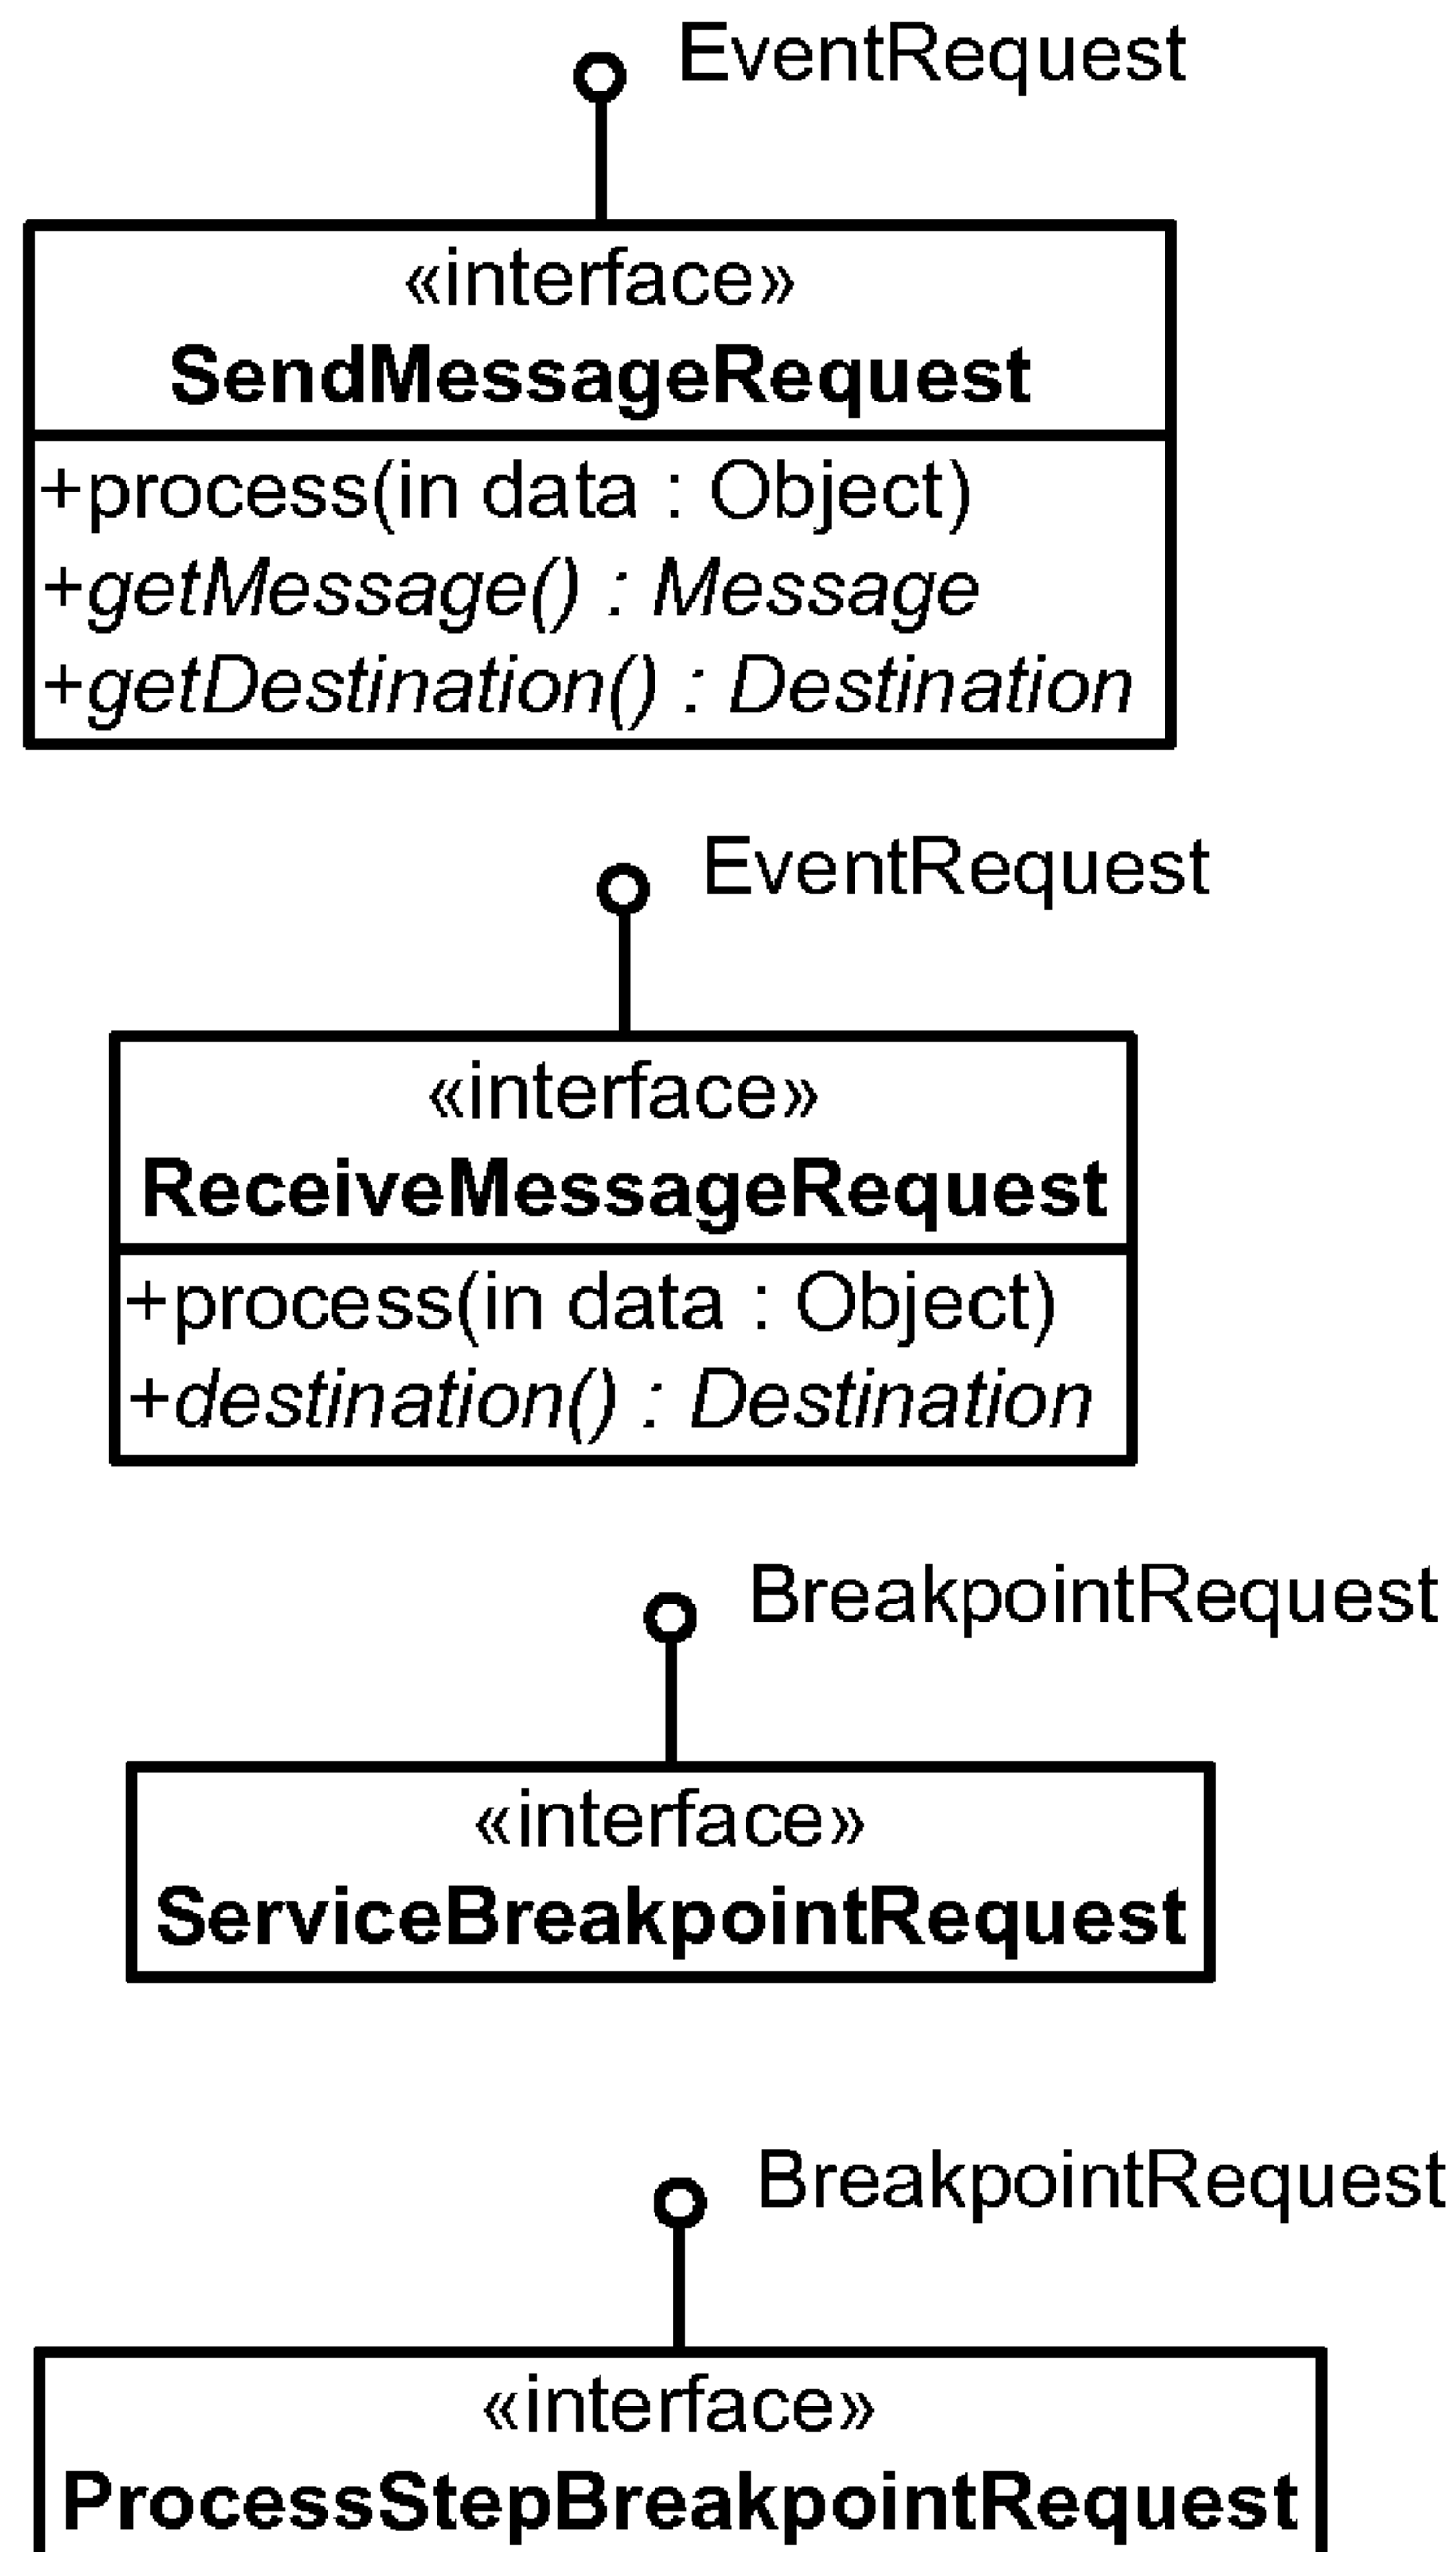 EventRequest
«interface»
SendMessageRequest
+process(in data : Object)
+getMessage() : Message
+getDestination() : Destination
EventRequest
«interface»
ReceiveMessageRequest
+process(in data : Object)
+destination() : Destination
BreakpointRequest
«interface»
ServiceBreakpointRequest
BreakpointRequest
«interface»
ProcessStepBreakpointRequest